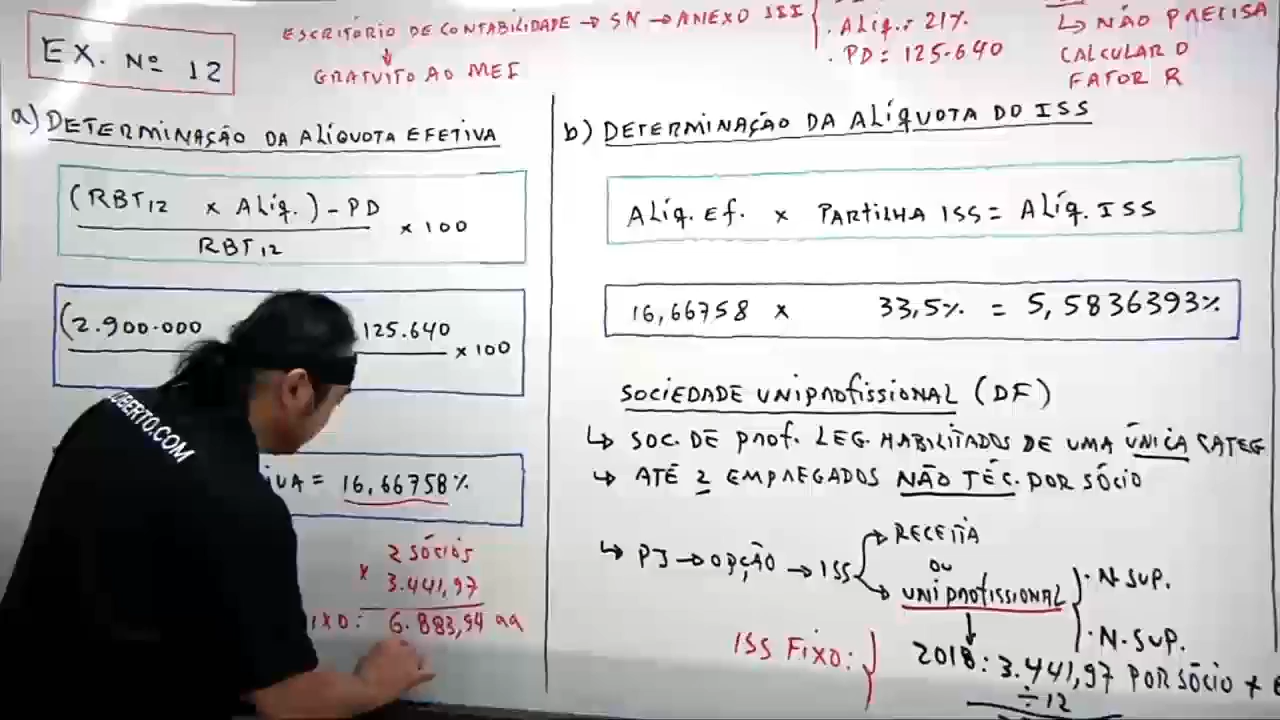 EX. Nº 12
ESCRITÓRIO DE CONTABILIDADE → SN → ANEXO III
↓
GRATUITO AO MEI
. ALÍQ.: 21%
. PD = 125.640
↳ NÃO PRECISA
CALCULAR O
FATOR R
a) DETERMINAÇÃO DA ALÍQUOTA EFETIVA
(RBT12 x ALÍQ.) - PD
RBT12
x 100
(2.900.000
125.640
x 100
= 16,66758%
2 SÓCIOS
x 3.441,97
6.883,94 aa
b) DETERMINAÇÃO DA ALÍQUOTA DO ISS
ALÍQ. EF. x PARTILHA ISS = ALÍQ. ISS
16,66758 x 33,5% = 5,5836393%
SOCIEDADE UNIPROFISSIONAL (DF)
↳ SOC. DE PROF. LEG. HABILITADOS DE UMA ÚNICA CATEG
↳ ATÉ 2 EMPREGADOS NÃO TÉC. POR SÓCIO
↳ PJ → OPÇÃO → ISS
RECEITA
OU
UNIPROFISSIONAL
. N. SUP.
. N. SUP.
ISS FIXO:
2018: 3.441,97 POR SÓCIO
÷ 12
OBERTO.COM